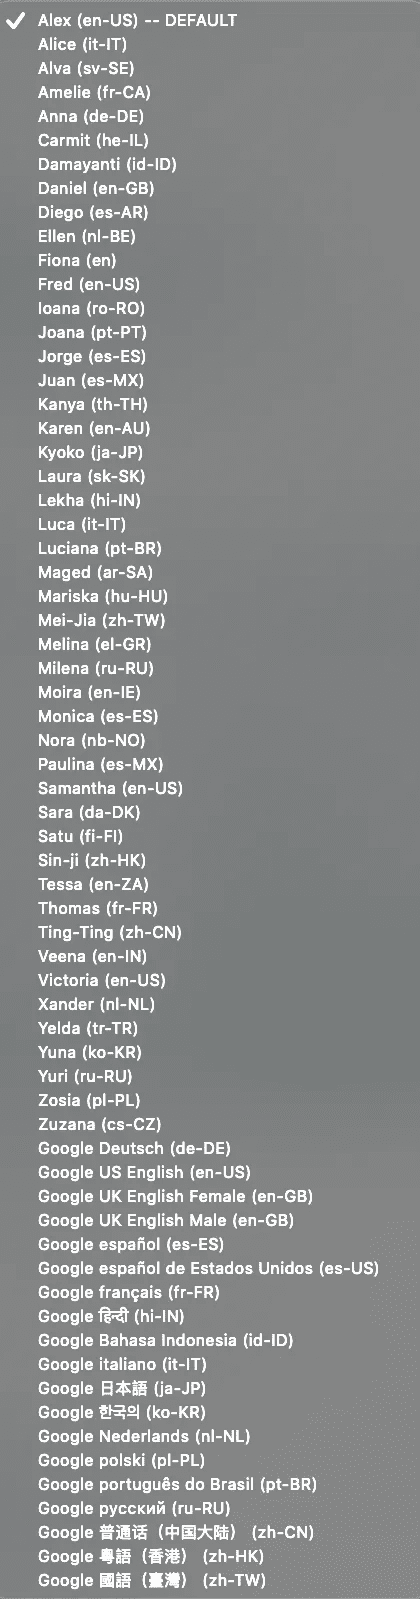 Alex (en-US) -- DEFAULT
Alice (it-IT)
Alva (sv-SE)
Amelie (fr-CA)
Anna (de-DE)
Carmit (he-IL)
Damayanti (id-ID)
Daniel (en-GB)
Diego (es-AR)
Ellen (nl-BE)
Fiona (en)
Fred (en-US)
Ioana (ro-RO)
Joana (pt-PT)
Jorge (es-ES)
Juan (es-MX)
Kanya (th-TH)
Karen (en-AU)
Kyoko (ja-JP)
Laura (sk-SK)
Lekha (hi-IN)
Luca (it-IT)
Luciana (pt-BR)
Maged (ar-SA)
Mariska (hu-HU)
Mei-Jia (zh-TW)
Melina (el-GR)
Milena (ru-RU)
Moira (en-IE)
Monica (es-ES)
Nora (nb-NO)
Paulina (es-MX)
Samantha (en-US)
Sara (da-DK)
Satu (fi-FI)
Sin-ji (zh-HK)
Tessa (en-ZA)
Thomas (fr-FR)
Ting-Ting (zh-CN)
Veena (en-IN)
Victoria (en-US)
Xander (nl-NL)
Yelda (tr-TR)
Yuna (ko-KR)
Yuri (ru-RU)
Zosia (pl-PL)
Zuzana (cs-CZ)
Google Deutsch (de-DE)
Google US English (en-US)
Google UK English Female (en-GB)
Google UK English Male (en-GB)
Google español (es-ES)
Google español de Estados Unidos (es-US)
Google français (fr-FR)
Google हिन्दी (hi-IN)
Google Bahasa Indonesia (id-ID)
Google italiano (it-IT)
Google 日本語 (ja-JP)
Google 한국의 (ko-KR)
Google Nederlands (nl-NL)
Google polski (pl-PL)
Google português do Brasil (pt-BR)
Google русский (ru-RU)
Google 普通话（中国大陆） (zh-CN)
Google 粤語（香港） (zh-HK)
Google 國語（臺灣） (zh-TW)